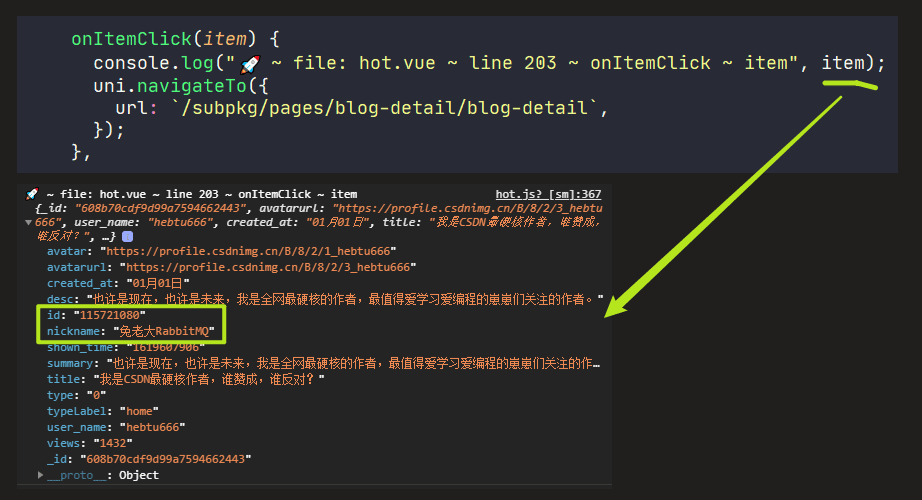 onItemClick(item) {
console.log("🚀 ~ file: hot.vue ~ line 203 ~ onItemClick ~ item", item);
uni.navigateTo({
url: `/subpkg/pages/blog-detail/blog-detail`,
});
},
🚀 ~ file: hot.vue ~ line 203 ~ onItemClick ~ item hot.js? [sm]:367
{_id: "608b70cdf9d99a7594662443", avatarurl: "https://profile.csdnimg.cn/B/8/2/3_hebtu
666", user_name: "hebtu666", created_at: "01月01日", title: "我是CSDN最硬核作者，谁赞成，
谁反对？", …}
avatar: "https://profile.csdnimg.cn/B/8/2/1_hebtu666"
avatarurl: "https://profile.csdnimg.cn/B/8/2/3_hebtu666"
created_at: "01月01日"
desc: "也许是现在，也许是未来，我是全网最硬核的作者，最值得爱学习爱编程的崽崽们关注的作者。"
id: "115721080"
nickname: "兔老大RabbitMQ"
shown_time: "1619607906"
summary: "也许是现在，也许是未来，我是全网最硬核的作者，最值得爱学习爱编程的崽崽们关注的作…
title: "我是CSDN最硬核作者，谁赞成，谁反对？"
type: "0"
typeLabel: "home"
user_name: "hebtu666"
views: "1432"
_id: "608b70cdf9d99a7594662443"
__proto__: Object